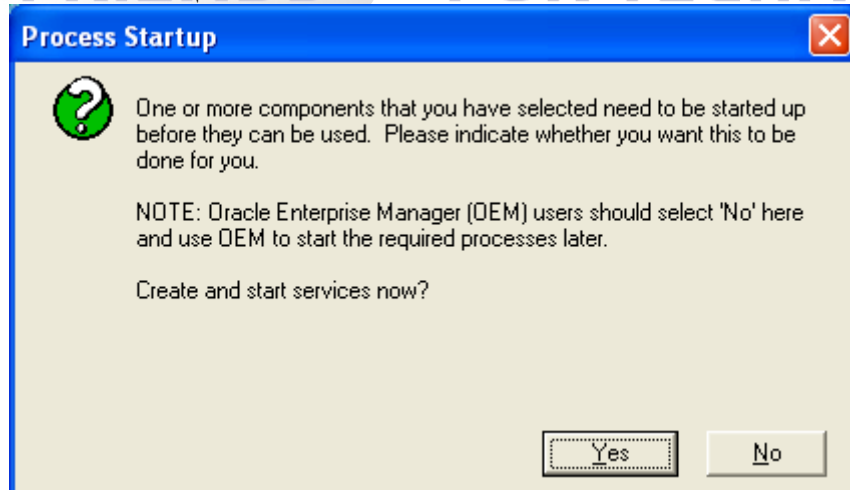 Process Startup
One or more components that you have selected need to be started up
before they can be used. Please indicate whether you want this to be
done for you.
NOTE: Oracle Enterprise Manager (OEM) users should select 'No' here
and use OEM to start the required processes later.
Create and start services now?
Yes No